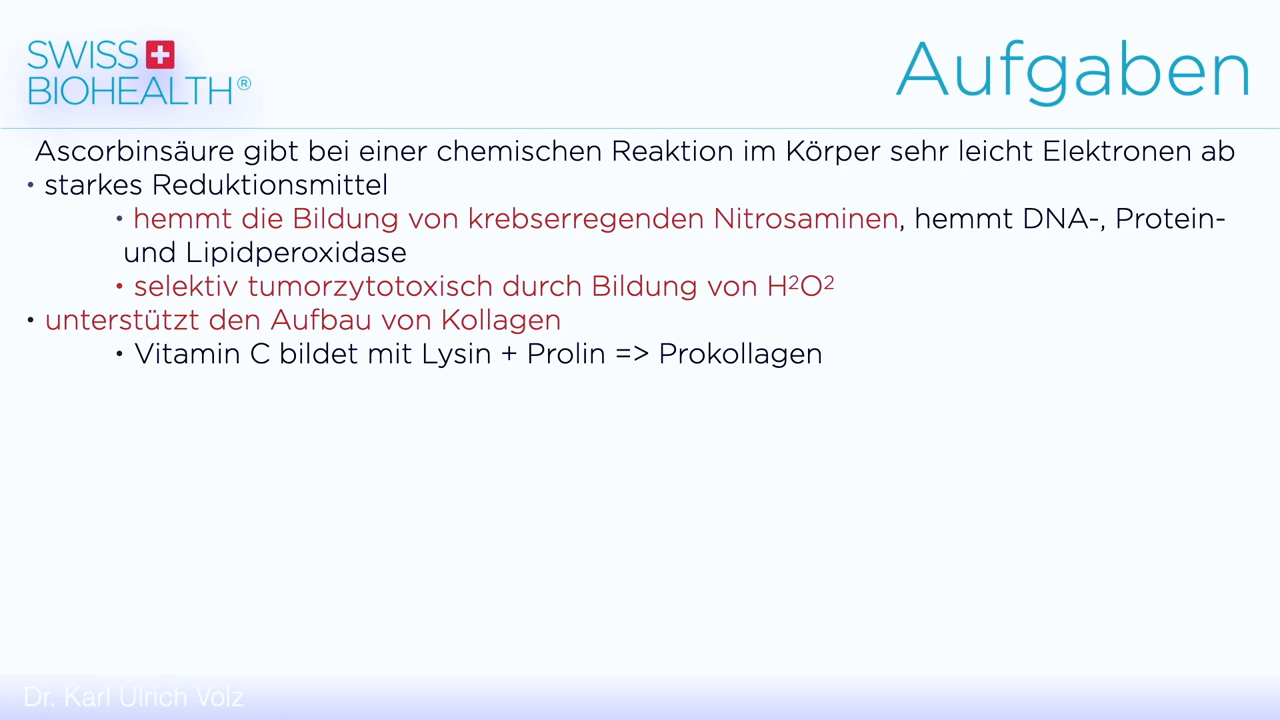 SWISS
BIOHEALTH®
Aufgaben
Ascorbinsäure gibt bei einer chemischen Reaktion im Körper sehr leicht Elektronen ab
• starkes Reduktionsmittel
• hemmt die Bildung von krebserregenden Nitrosaminen, hemmt DNA-, Protein-
und Lipidperoxidase
• selektiv tumorzytotoxisch durch Bildung von H²O²
• unterstützt den Aufbau von Kollagen
• Vitamin C bildet mit Lysin + Prolin => Prokollagen
Dr. Karl Ulrich Volz